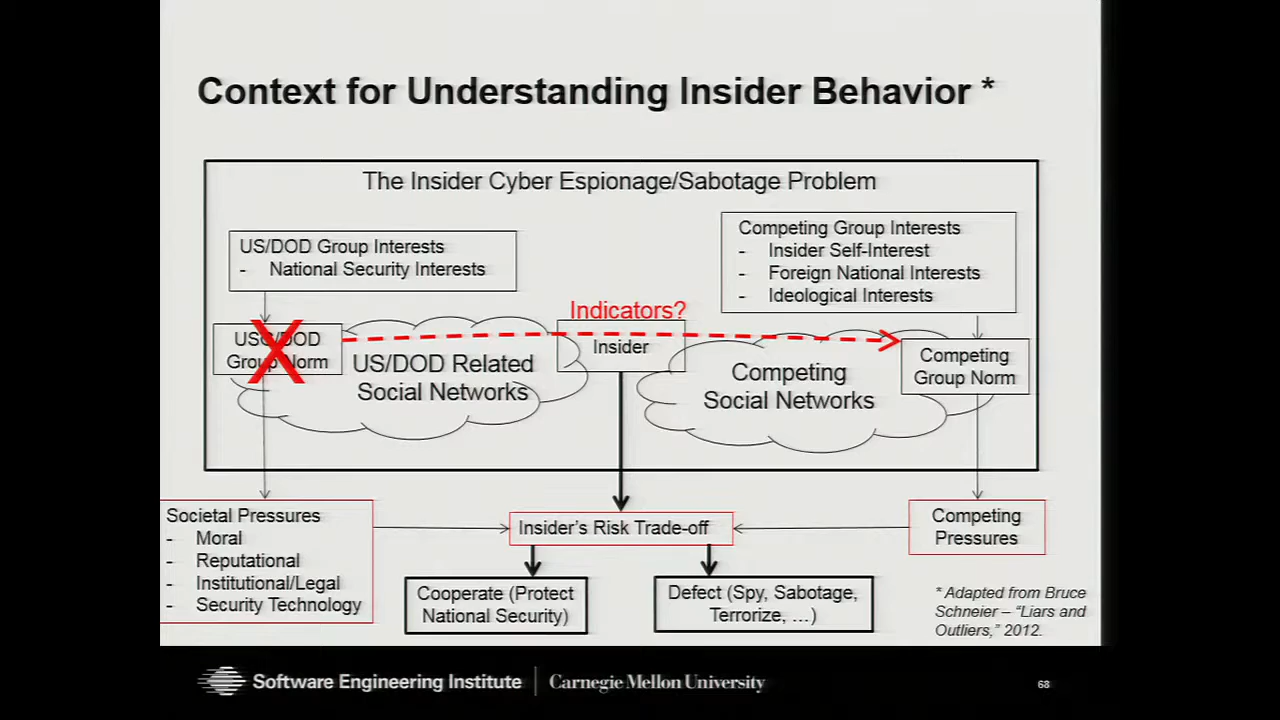 Context for Understanding Insider Behavior *
The Insider Cyber Espionage/Sabotage Problem
US/DOD Group Interests
- National Security Interests
Competing Group Interests
- Insider Self-Interest
- Foreign National Interests
- Ideological Interests
Indicators?
Group Norm
US/DOD Related
Social Networks
Insider
Competing
Social Networks
Competing
Group Norm
Societal Pressures
- Moral
- Reputational
- Institutional/Legal
- Security Technology
Insider's Risk Trade-off
Competing
Pressures
Cooperate (Protect
National Security)
Defect (Spy, Sabotage,
Terrorize, …)
* Adapted from Bruce
Schneier – “Liars and
Outliers,” 2012.
Software Engineering Institute
Carnegie Mellon University
68